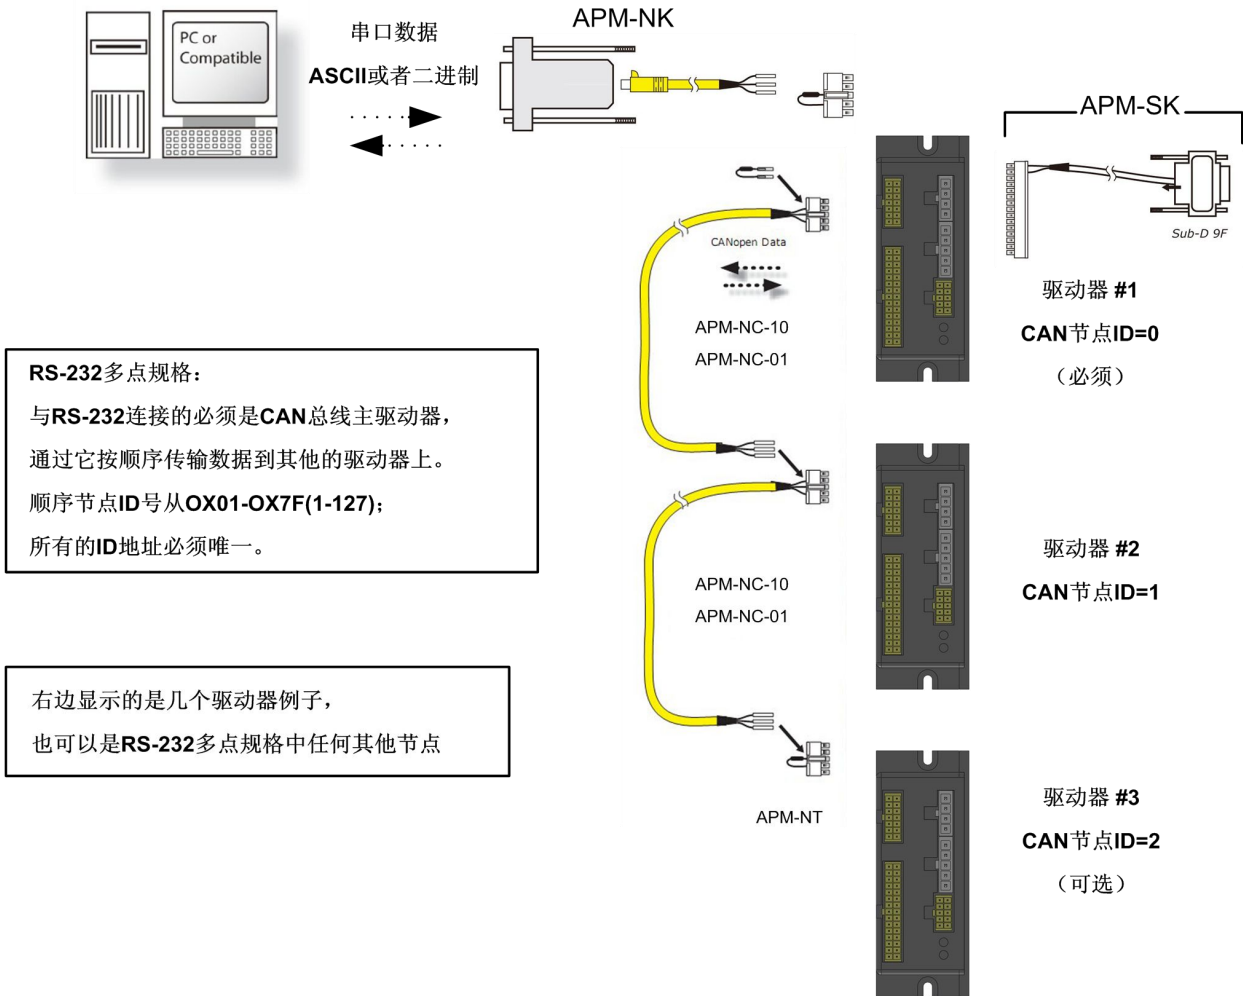 APM-NK
PC or
Compatible
串口数据
ASCII或者二进制
APM-SK
Sub-D 9F
CANopen Data
APM-NC-10
APM-NC-01
驱动器 #1
CAN节点ID=0
（必须）
RS-232多点规格：
与RS-232连接的必须是CAN总线主驱动器，
通过它按顺序传输数据到其他的驱动器上。
顺序节点ID号从OX01-OX7F(1-127)；
所有的ID地址必须唯一。
APM-NC-10
APM-NC-01
驱动器 #2
CAN节点ID=1
右边显示的是几个驱动器例子，
也可以是RS-232多点规格中任何其他节点
APM-NT
驱动器 #3
CAN节点ID=2
（可选）